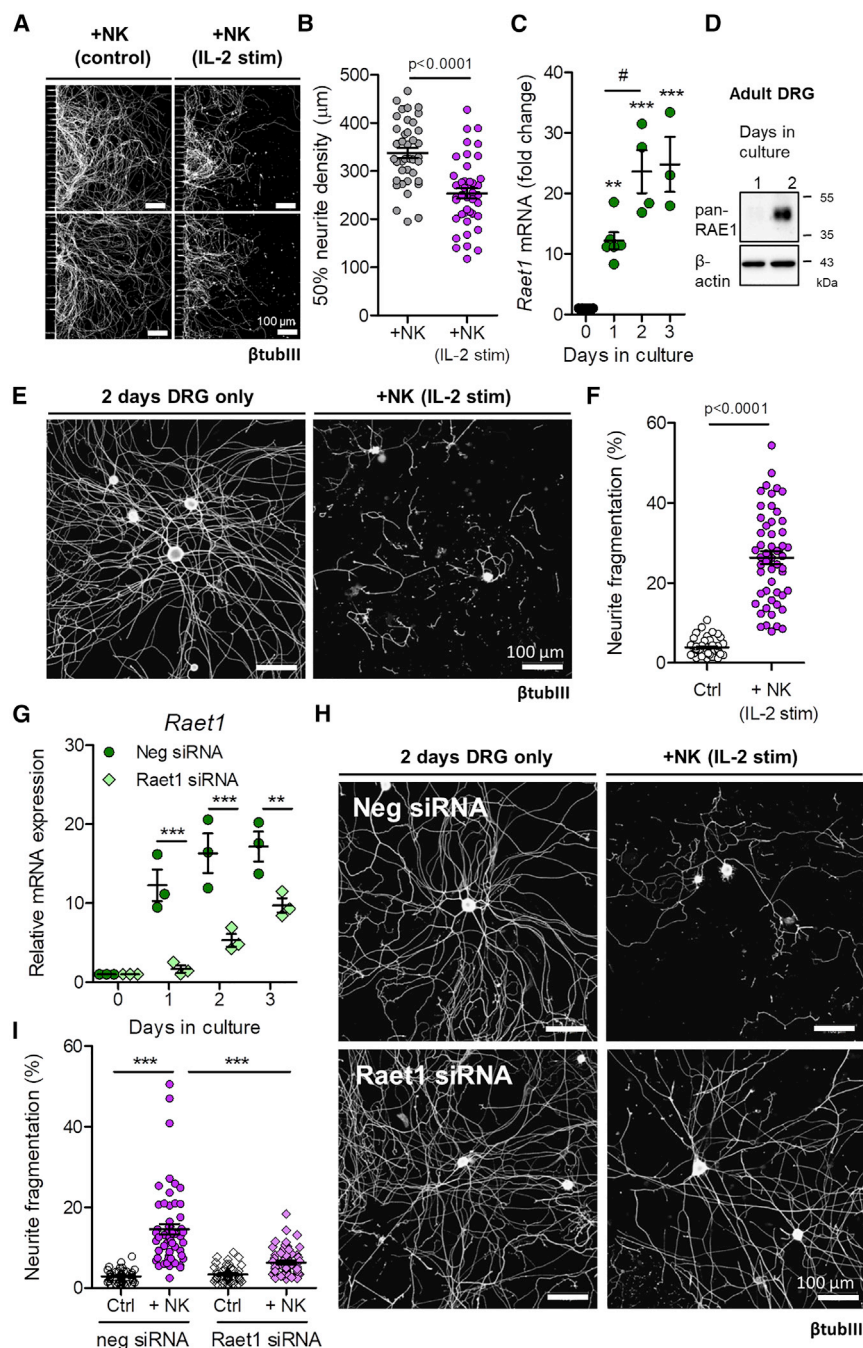 A
+NK
(control)
+NK
(IL-2 stim)
100 μm
βtubIII
B
p<0.0001
50% neurite density (μm)
500
400
300
200
100
0
+NK
+NK
(IL-2 stim)
C
Raet1 mRNA (fold change)
40
30
20
10
0
#
**
***
***
0 1 2 3
Days in culture
D
Adult DRG
Days in
culture
1 2
pan-
RAE1
55
35
β-
actin
43
kDa
E
2 days DRG only
+NK (IL-2 stim)
100 μm
βtubIII
F
p<0.0001
Neurite fragmentation (%)
60
40
20
0
Ctrl
+ NK
(IL-2 stim)
G
Raet1
Neg siRNA
Raet1 siRNA
Relative mRNA expression
30
20
10
0
***
***
**
0 1 2 3
Days in culture
H
2 days DRG only
+NK (IL-2 stim)
Neg siRNA
Raet1 siRNA
100 μm
βtubIII
I
Neurite fragmentation (%)
60
40
20
0
***
***
Ctrl + NK Ctrl + NK
neg siRNA Raet1 siRNA